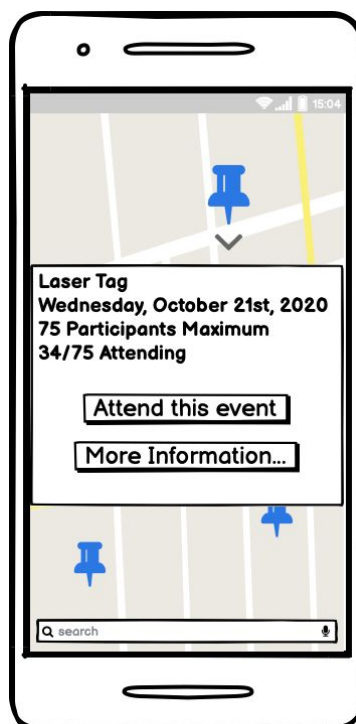 15:04
Laser Tag
Wednesday, October 21st, 2020
75 Participants Maximum
34/75 Attending
Attend this event
More Information...
search